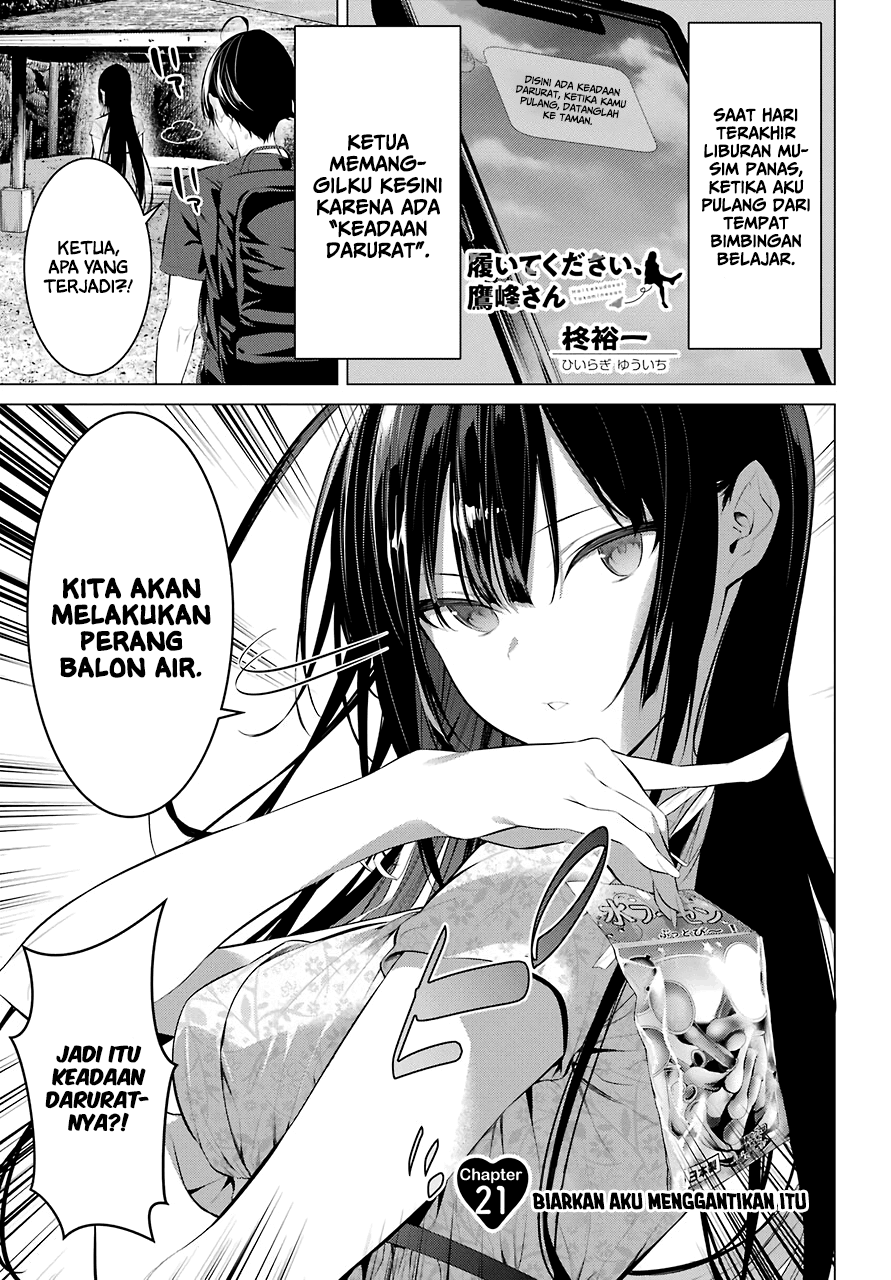 SAAT HARI
TERAKHIR
LIBURAN MU-
SIM PANAS,
KETIKA AKU
PULANG DARI
TEMPAT
BIMBINGAN
BELAJAR.
DISINI ADA KEADAAN
DARURAT, KETIKA KAMU
PULANG, DATANGLAH
KE TAMAN.
履いてください、
鷹峰さん
柊裕一
ひいらぎ ゆういち
KETUA
MEMANG-
GILKU KESINI
KARENA ADA
"KEADAAN
DARURAT".
KETUA,
APA YANG
TERJADI?!
KITA AKAN
MELAKUKAN
PERANG
BALON AIR.
JADI ITU
KEADAAN
DARURAT-
NYA?!
日本製
Chapter
21
BIARKAN AKU MENGGANTIKAN ITU